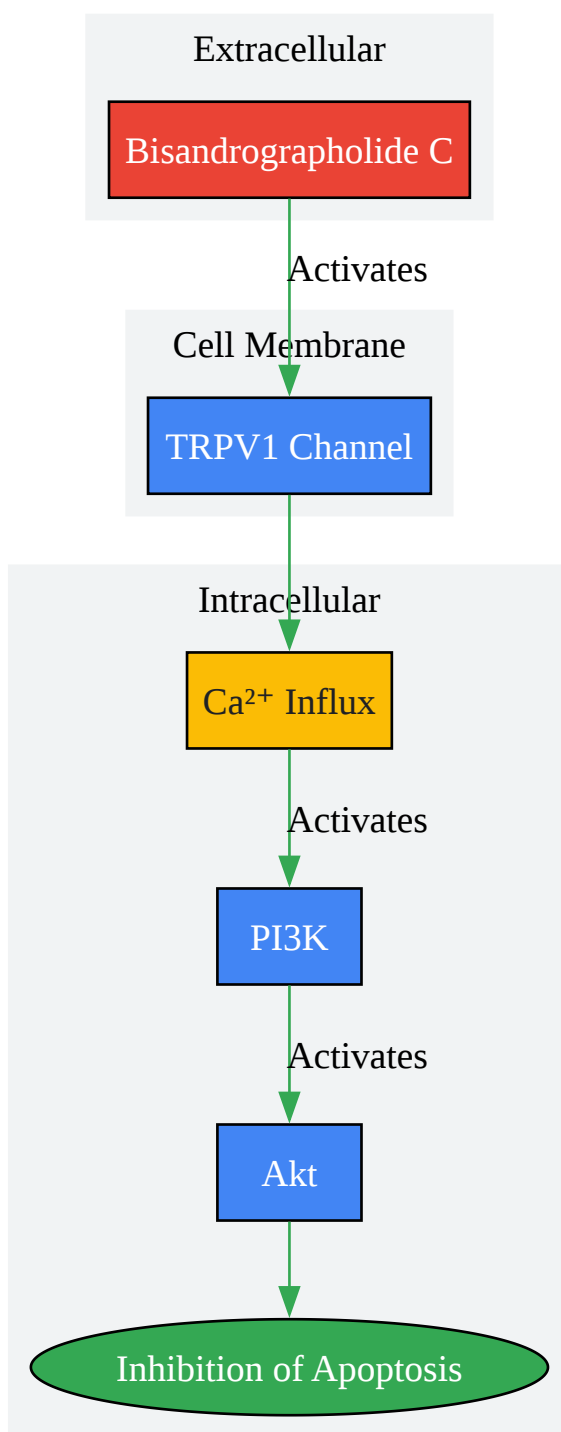 Extracellular
Bisandrographolide C
Activates
Cell Membrane
TRPV1 Channel
Intracellular
Ca²⁺ Influx
Activates
PI3K
Activates
Akt
Inhibition of Apoptosis